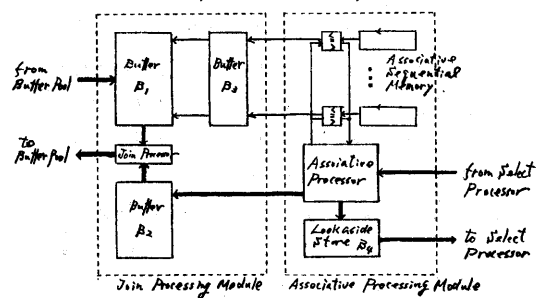 from
Buffer Pool
Buffer
B1
Buffer
B3
Associative
Sequential
Memory
to
Buffer Pool
Join
Buffer
B2
Associative
Processor
from Select
Processor
Lookaside
Store B4
to Select
Processor
Join Processing Module
Associative Processing Module